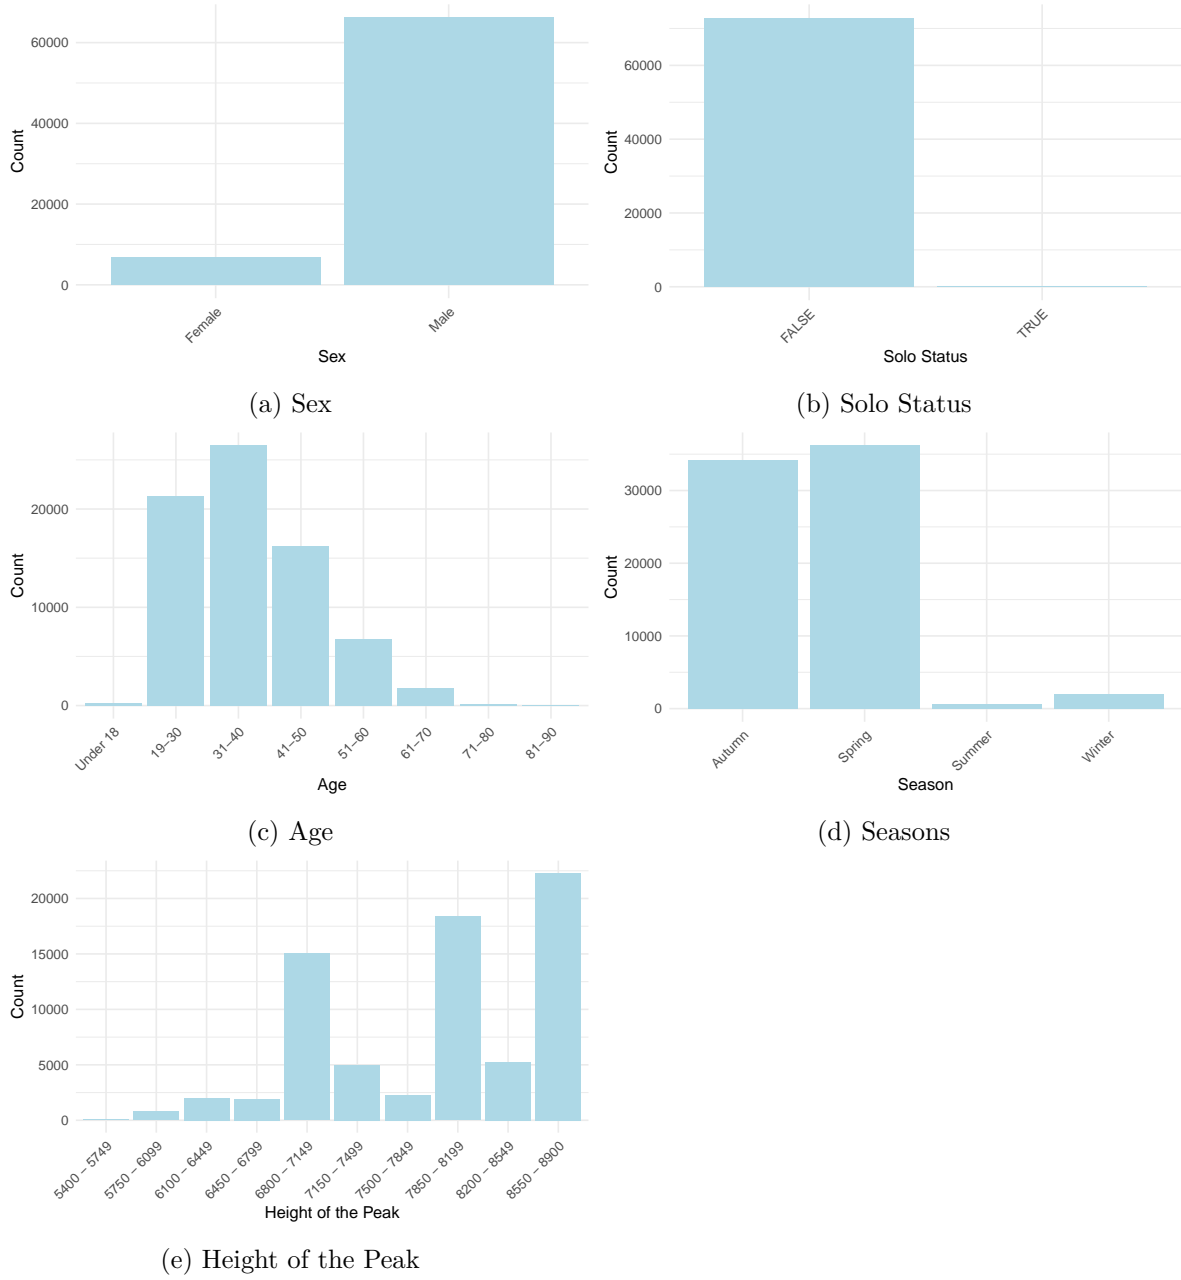 60000
40000
20000
0
Count
Female
Male
Sex
(a) Sex
60000
40000
20000
0
Count
FALSE
TRUE
Solo Status
(b) Solo Status
20000
10000
0
Count
Under 18
19−30
31−40
41−50
51−60
61−70
71−80
81−90
Age
(c) Age
30000
20000
10000
0
Count
Autumn
Spring
Summer
Winter
Season
(d) Seasons
20000
15000
10000
5000
0
Count
5400 − 5749
5750 − 6099
6100 − 6449
6450 − 6799
6800 − 7149
7150 − 7499
7500 − 7849
7850 − 8199
8200 − 8549
8550 − 8900
Height of the Peak
(e) Height of the Peak